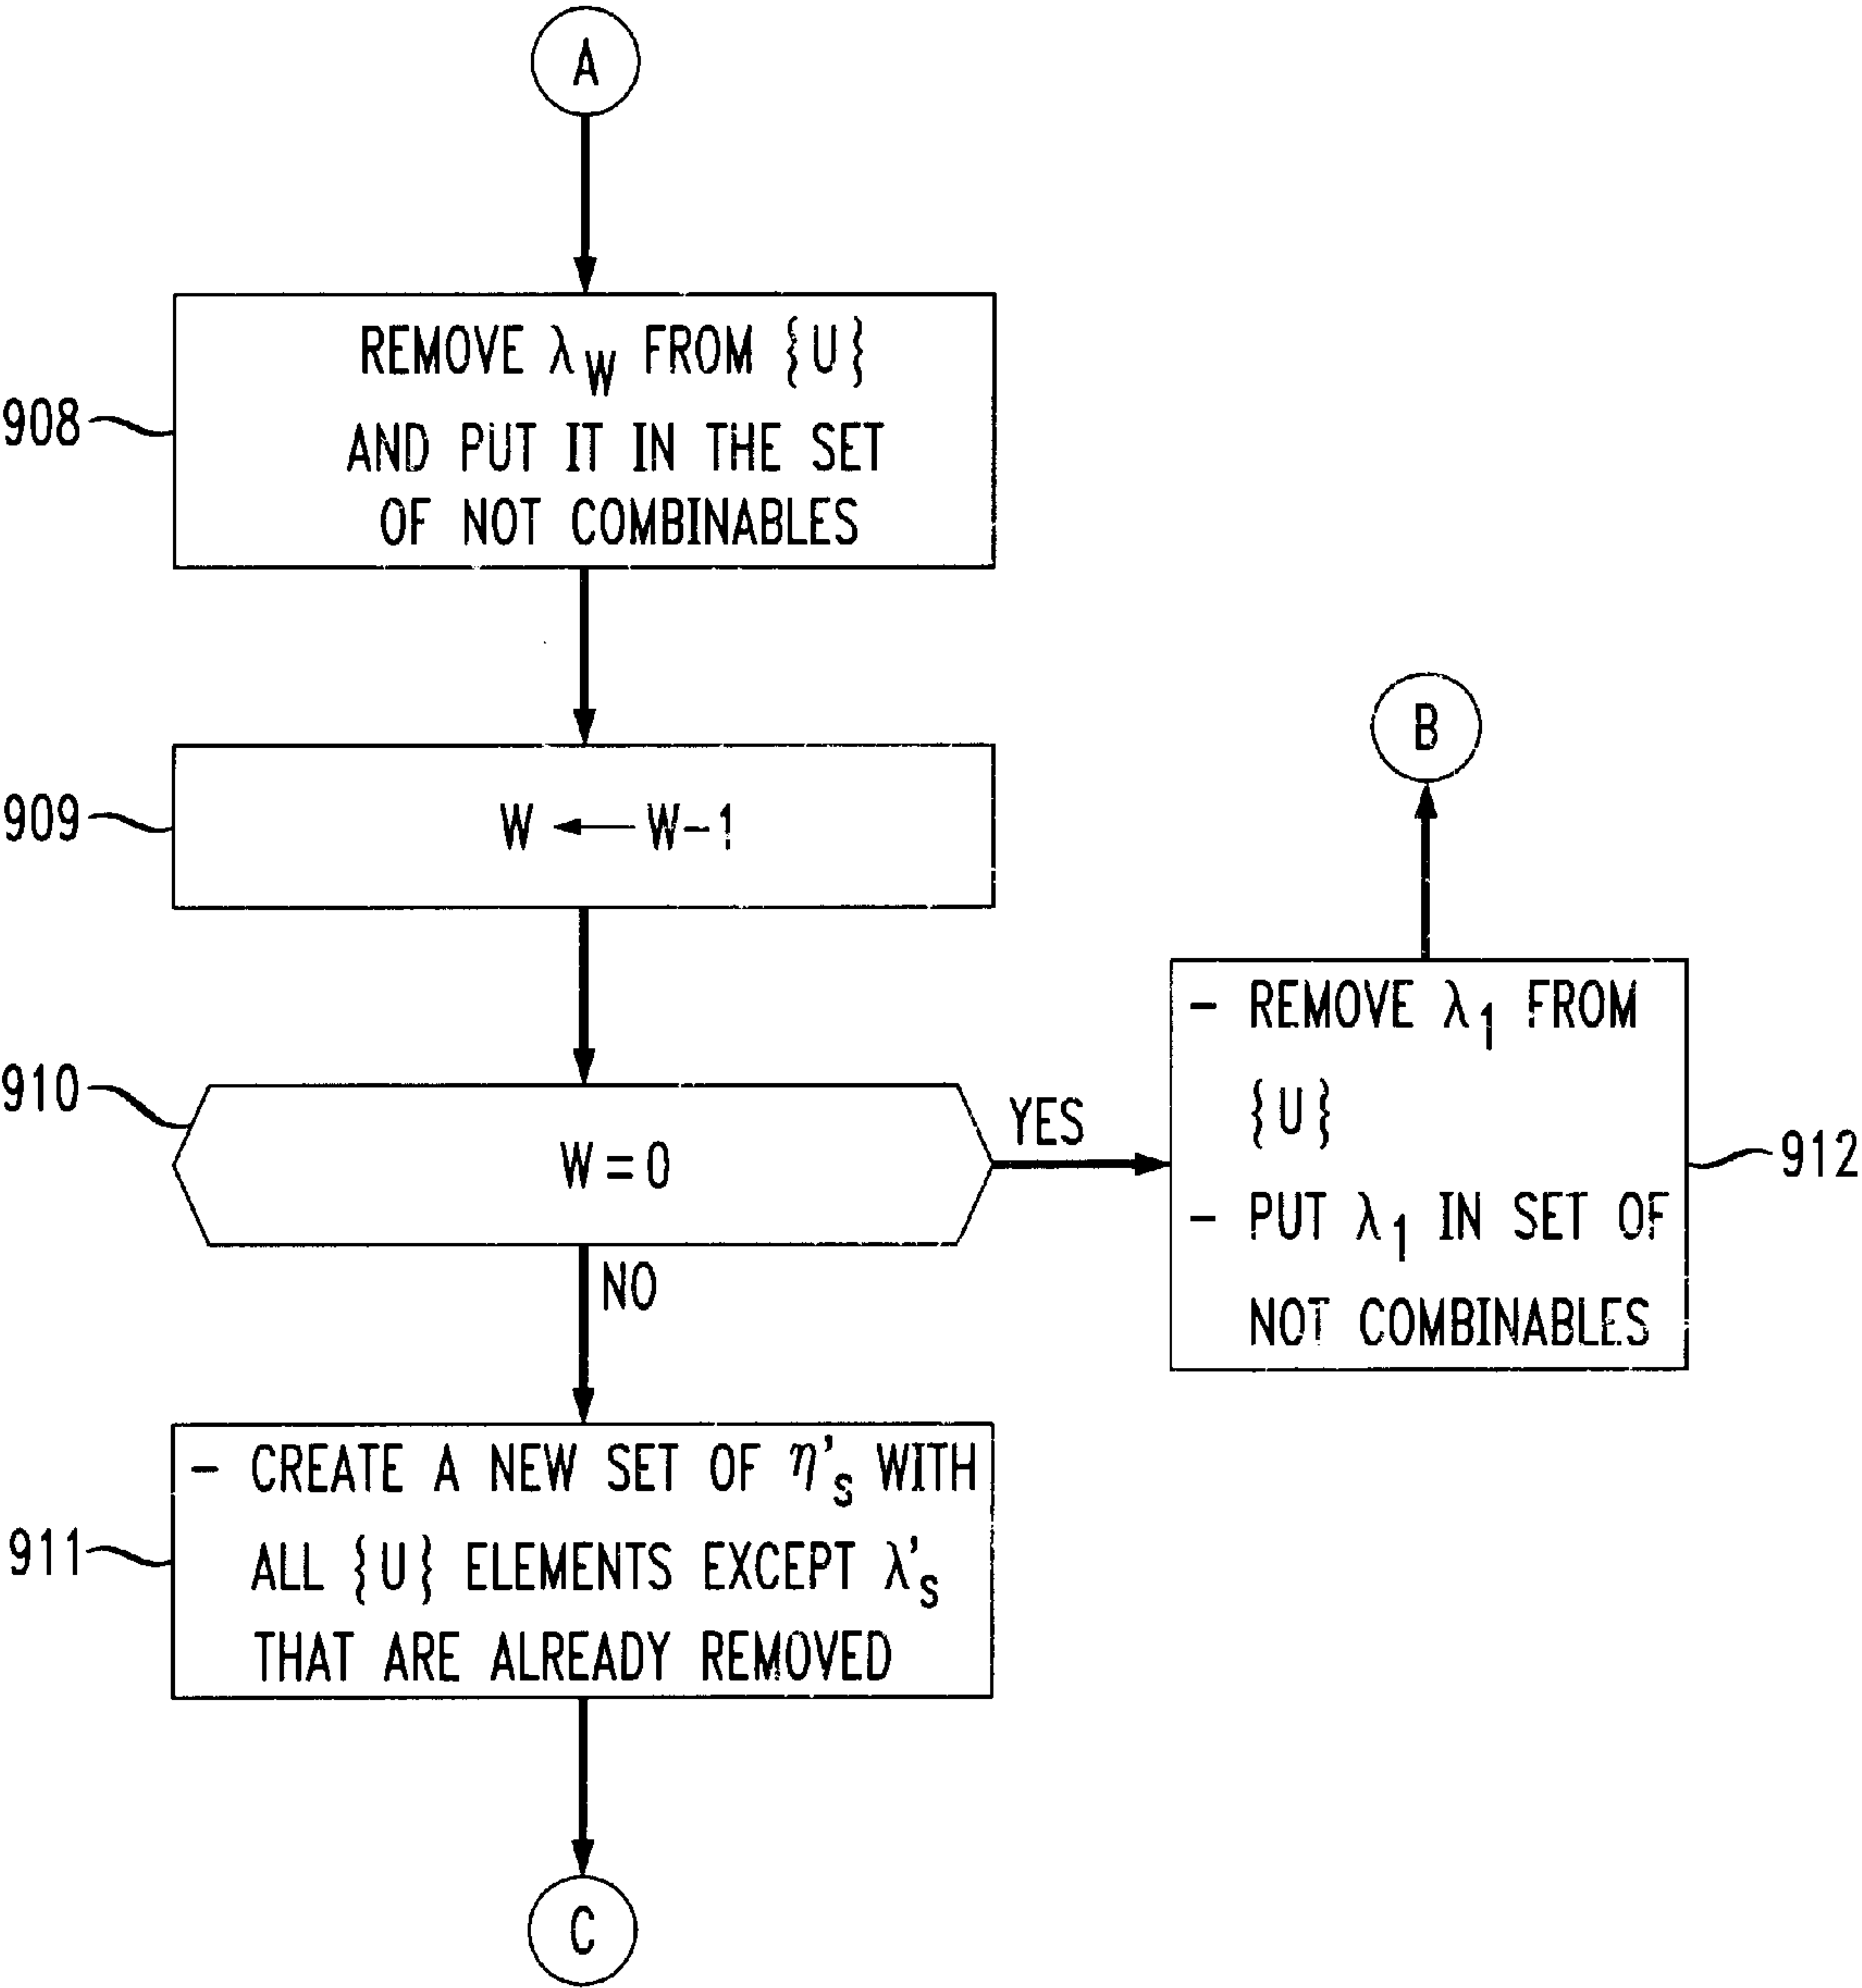 A
REMOVE λW FROM {U}
AND PUT IT IN THE SET
OF NOT COMBINABLES
908
W ← W-1
909
W=0
910
YES
NO
B
- REMOVE λ1 FROM
{U}
- PUT λ1 IN SET OF
NOT COMBINABLES
912
- CREATE A NEW SET OF η's WITH
ALL {U} ELEMENTS EXCEPT λ's
THAT ARE ALREADY REMOVED
911
C